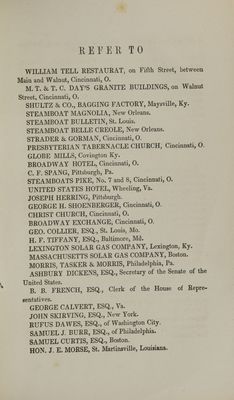 REFER TO
WILLIAM TELL RESTAURAT, on Fifth Street, between
Main and Walnut, Cincinnati, O.
M. T. & T. C. DAY'S GRANITE BUILDINGS, on Walnut
Street, Cincinnati, O.
SHULTZ & CO., BAGGING FACTORY, Maysville, Ky.
STEAMBOAT MAGNOLIA, New Orleans.
STEAMBOAT BULLETIN, St. Louis.
STEAMBOAT BELLE CREOLE, New Orleans.
STRADER & GORMAN, Cincinnati, O.
PRESBYTERIAN TABERNACLE CHURCH, Cincinnati, O.
GLOBE MILLS, Covington Ky.
BROADWAY HOTEL, Cincinnati, O.
C. F. SPANG, Pittsburgh, Pa.
STEAMBOATS PIKE, No. 7 and 8, Cincinnati, O.
UNITED STATES HOTEL, Wheeling, Va.
JOSEPH HERRING, Pittsburgh.
GEORGE H. SHOENBERGER, Cincinnati, O.
CHRIST CHURCH, Cincinnati, O.
BROADWAY EXCHANGE, Cincinnati, O.
GEO. COLLIER, ESQ., St. Louis, Mo.
H. F. TIFFANY, ESQ., Baltimore, Md.
LEXINGTON SOLAR GAS COMPANY, Lexington, Ky.
MASSACHUSETTS SOLAR GAS COMPANY, Boston.
MORRIS, TASKER & MORRIS, Philadelphia, Pa.
ASHBURY DICKENS, ESQ., Secretary of the Senate of the
United States.
B. B. FRENCH, ESQ., Clerk of the House of Repre-
sentatives.
GEORGE CALVERT, ESQ., Va.
JOHN SKIRVING, ESQ., New York.
RUFUS DAWES, ESQ., of Washington City.
SAMUEL J. BURR, ESQ., of Philadelphia.
SAMUEL CURTIS, ESQ., Boston.
HON. J. E. MORSE, St. Martinsville, Louisiana.